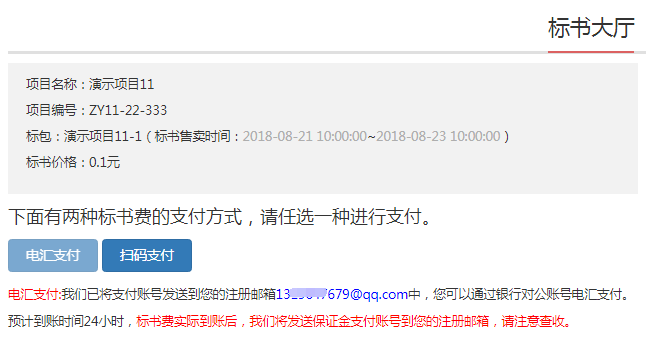 标书大厅
项目名称：演示项目11
项目编号：ZY11-22-333
标包：演示项目11-1（标书售卖时间：2018-08-21 10:00:00~2018-08-23 10:00:00）
标书价格：0.1元
下面有两种标书费的支付方式，请任选一种进行支付。
电汇支付 扫码支付
电汇支付:我们已将支付账号发送到您的注册邮箱中，您可以通过银行对公账号电汇支付。
预计到账时间24小时，标书费实际到账后，我们将发送保证金支付账号到您的注册邮箱，请注意查收。